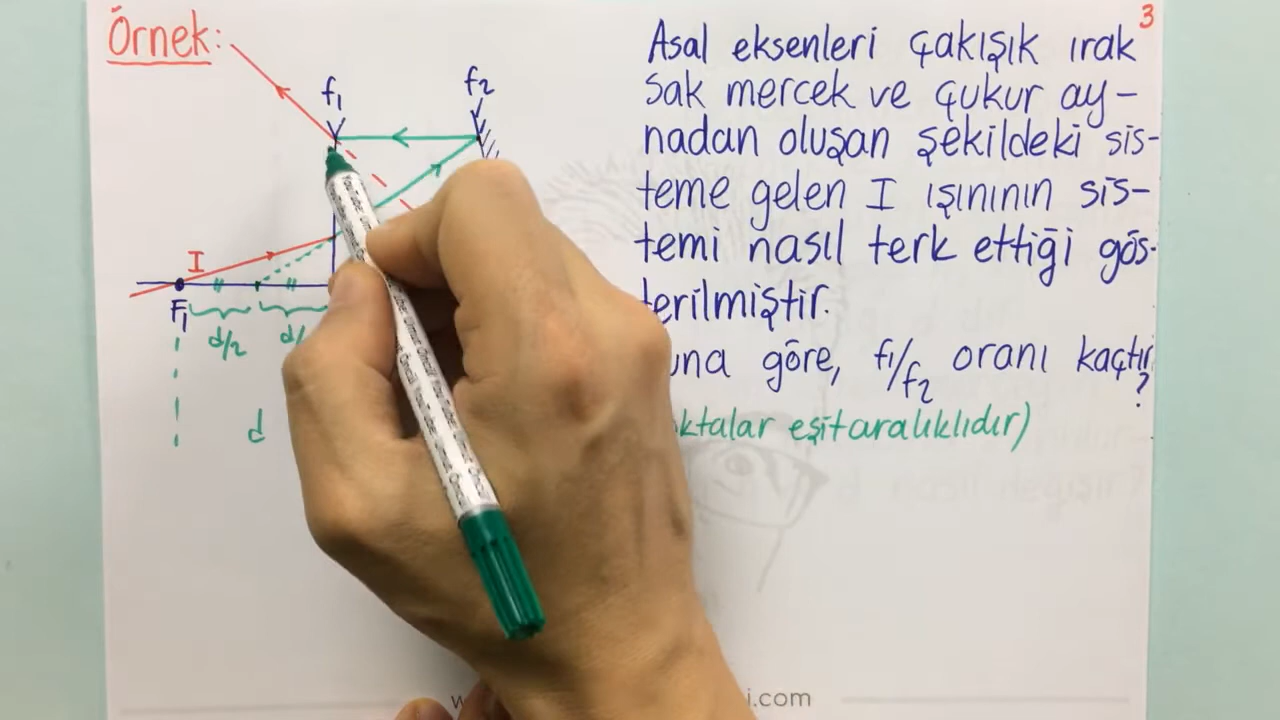 Örnek:
3
Asal eksenleri çakışık ırak
sak mercek ve çukur ay-
nadan oluşan şekildeki sis-
teme gelen I ışınının sis-
temi nasıl terk ettiği gös-
terilmiştir.
una göre, f1/f2 oranı kaçtır
?
ktalar eşit aralıklıdır)
f1
f2
I
F1
d/2
d/
d
i.com